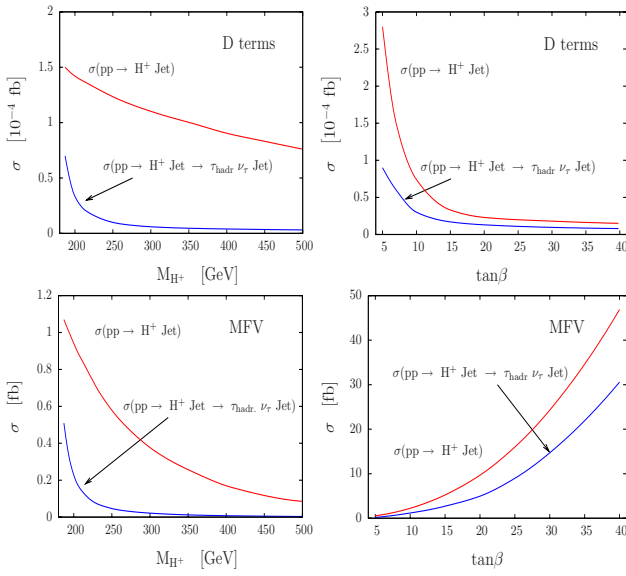 2
1.5
1
0.5
0
200
250
300
350
400
450
500
σ [10⁻⁴ fb]
M_H⁺ [GeV]
D terms
σ(pp → H⁺ Jet)
σ(pp → H⁺ Jet → τ_hadr ν_τ Jet)
3
2.5
2
1.5
1
0.5
0
5
10
15
20
25
30
35
40
σ [10⁻⁴ fb]
tanβ
D terms
σ(pp → H⁺ Jet)
σ(pp → H⁺ Jet → τ_hadr ν_τ Jet)
1.2
1
0.8
0.6
0.4
0.2
0
200
250
300
350
400
450
500
σ [fb]
M_H⁺ [GeV]
MFV
σ(pp → H⁺ Jet)
σ(pp → H⁺ Jet → τ_hadr. ν_τ Jet)
50
40
30
20
10
0
5
10
15
20
25
30
35
40
σ [fb]
tanβ
MFV
σ(pp → H⁺ Jet → τ_hadr ν_τ Jet)
σ(pp → H⁺ Jet)